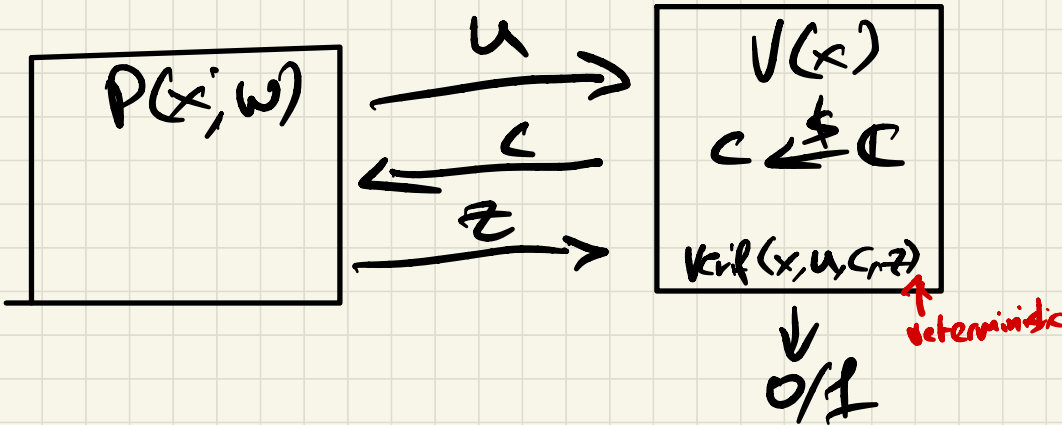 P(x; w)
u
V(x)
c
c ←$ C
z
Verif(x, u, c, z)
deterministic
0/1